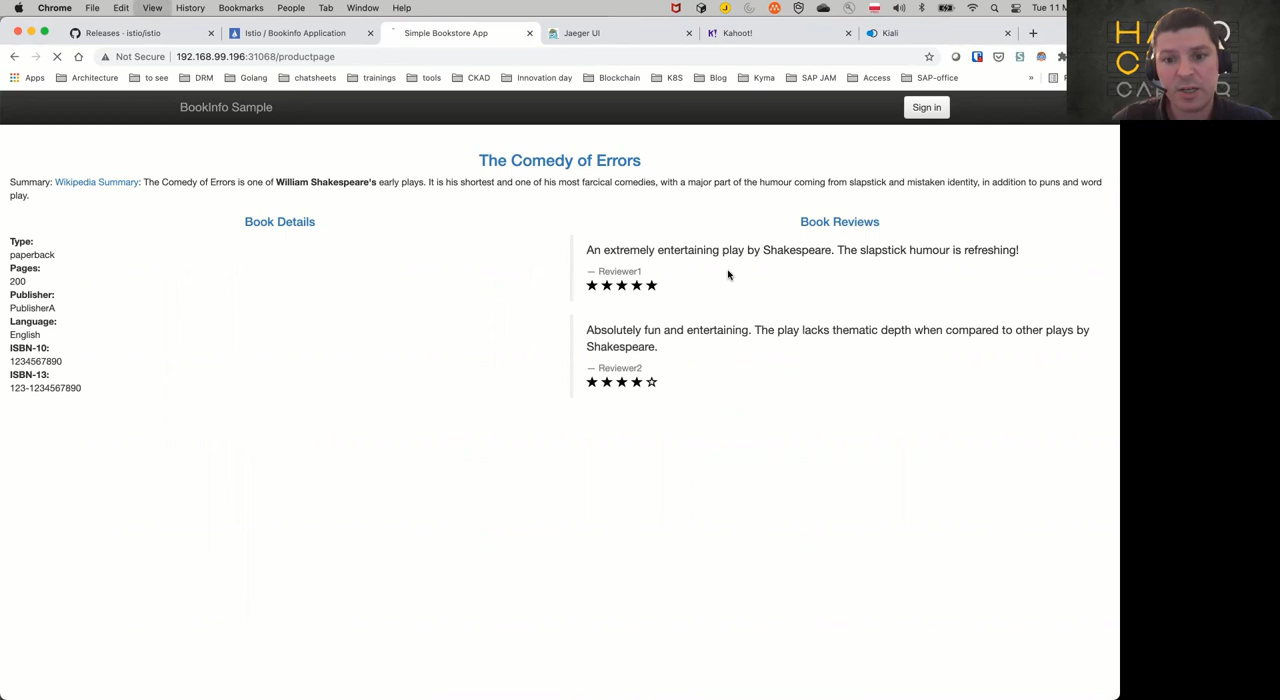 Chrome File Edit View History Bookmarks People Tab Window Help
Tue 11 M
Releases · istio/istio
Istio / Bookinfo Application
Simple Bookstore App
Jaeger UI
Kahoot!
Kiali
Not Secure 192.168.99.196:31068/productpage
Apps Architecture to see DRM Golang chatsheets trainings tools CKAD Innovation day Blockchain K8S Blog Kyma SAP JAM Access SAP-office »
BookInfo Sample
Sign in
The Comedy of Errors
Summary: Wikipedia Summary: The Comedy of Errors is one of William Shakespeare's early plays. It is his shortest and one of his most farcical comedies, with a major part of the humour coming from slapstick and mistaken identity, in addition to puns and word
play.
Book Details
Type:
paperback
Pages:
200
Publisher:
PublisherA
Language:
English
ISBN-10:
1234567890
ISBN-13:
123-1234567890
Book Reviews
An extremely entertaining play by Shakespeare. The slapstick humour is refreshing!
— Reviewer1
Absolutely fun and entertaining. The play lacks thematic depth when compared to other plays by
Shakespeare.
— Reviewer2